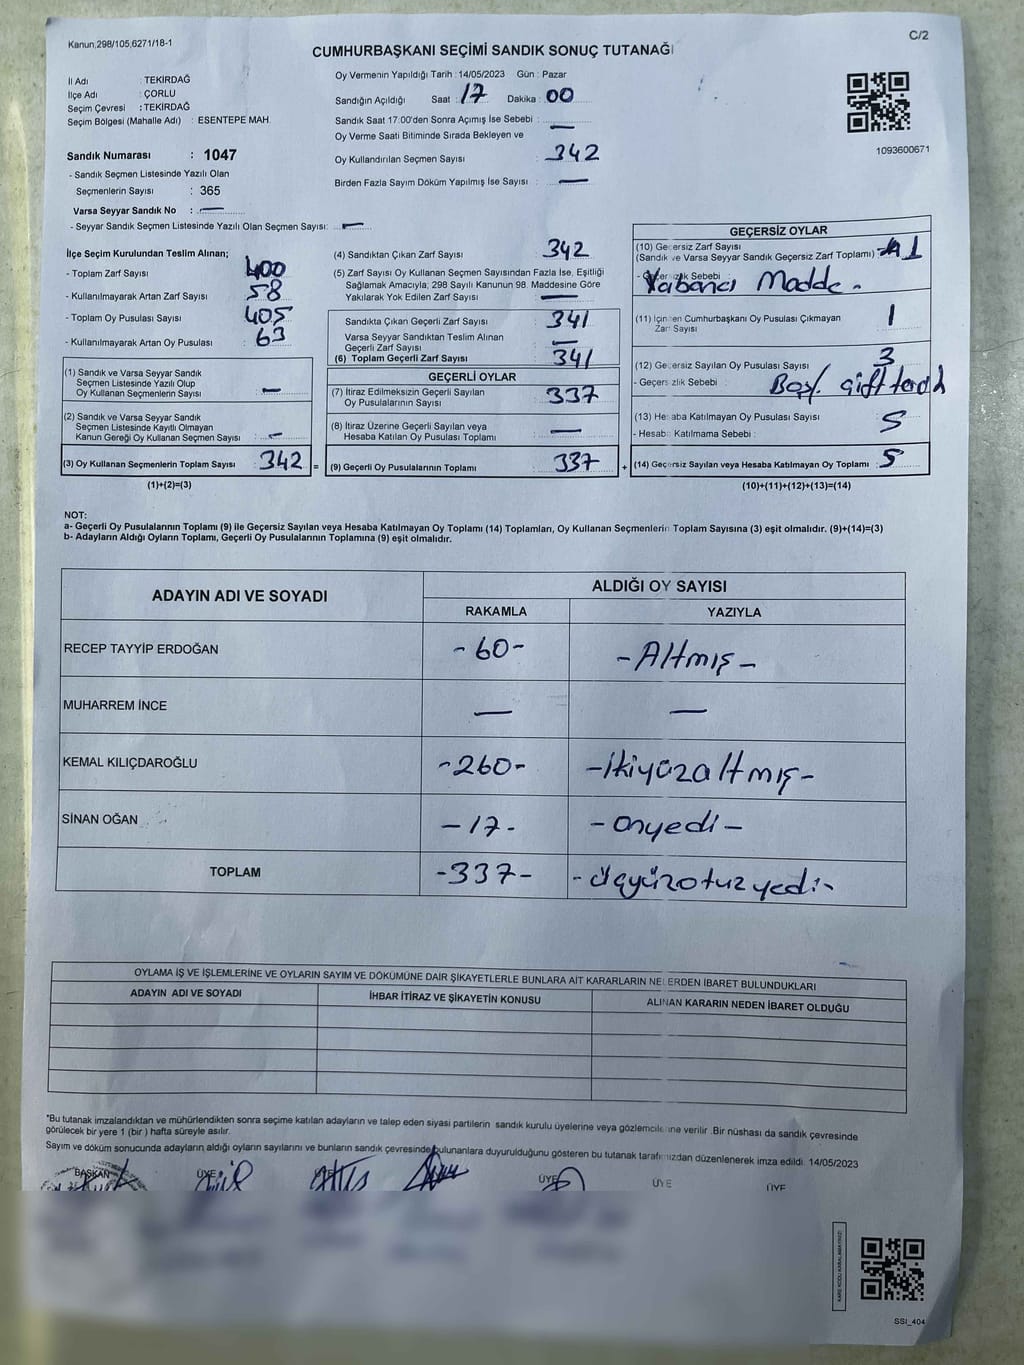 Kanun;298/105,6271/18-1
C/2
CUMHURBAŞKANI SEÇİMİ SANDIK SONUÇ TUTANAĞI
İl Adı : TEKİRDAĞ
İlçe Adı : ÇORLU
Seçim Çevresi : TEKİRDAĞ
Seçim Bölgesi (Mahalle Adı) : ESENTEPE MAH.
Oy Vermenin Yapıldığı Tarih : 14/05/2023 Gün : Pazar
Sandığın Açıldığı Saat : 17 Dakika : 00
Sandık Saat 17:00'den Sonra Açımış İse Sebebi : —
Oy Verme Saati Bitiminde Sırada Bekleyen ve
Oy Kullandırılan Seçmen Sayısı : 342
Birden Fazla Sayım Döküm Yapılmış İse Sayısı : —
1093600671
Sandık Numarası : 1047
- Sandık Seçmen Listesinde Yazılı Olan
Seçmenlerin Sayısı : 365
Varsa Seyyar Sandık No : —
- Seyyar Sandık Seçmen Listesinde Yazılı Olan Seçmen Sayısı: —
İlçe Seçim Kurulundan Teslim Alınan;
- Toplam Zarf Sayısı : 400
- Kullanılmayarak Artan Zarf Sayısı : 58
- Toplam Oy Pusulası Sayısı : 405
- Kullanılmayarak Artan Oy Pusulası : 63
(1) Sandık ve Varsa Seyyar Sandık
Seçmen Listesinde Yazılı Olup
Oy Kullanan Seçmenlerin Sayısı : —
(2) Sandık ve Varsa Seyyar Sandık
Seçmen Listesinde Kayıtlı Olmayan
Kanun Gereği Oy Kullanan Seçmen Sayısı : —
(3) Oy Kullanan Seçmenlerin Toplam Sayısı : 342 =
(1)+(2)=(3)
(4) Sandıktan Çıkan Zarf Sayısı : 342
(5) Zarf Sayısı Oy Kullanan Seçmen Sayısından Fazla İse, Eşitliği
Sağlamak Amacıyla, 298 Sayılı Kanunun 98. Maddesine Göre
Yakılarak Yok Edilen Zarf Sayısı : —
Sandıkta Çıkan Geçerli Zarf Sayısı : 341
Varsa Seyyar Sandıktan Teslim Alınan
Geçerli Zarf Sayısı : —
(6) Toplam Geçerli Zarf Sayısı : 341
GEÇERLİ OYLAR
(7) İtiraz Edilmeksizin Geçerli Sayılan
Oy Pusulalarının Sayısı : 337
(8) İtiraz Üzerine Geçerli Sayılan veya
Hesaba Katılan Oy Pusulası Toplamı : —
(9) Geçerli Oy Pusulalarının Toplamı : 337 +
GEÇERSİZ OYLAR
(10) Geçersiz Zarf Sayısı
(Sandık ve Varsa Seyyar Sandık Geçersiz Zarf Toplamı) : 1
- Geçersizlik Sebebi : Yabancı Madde -
(11) İçinden Cumhurbaşkanı Oy Pusulası Çıkmayan
Zarf Sayısı : 1
(12) Geçersiz Sayılan Oy Pusulası Sayısı : 3
- Geçersizlik Sebebi : Boş/
(13) Hesaba Katılmayan Oy Pusulası Sayısı : 5
- Hesaba Katılmama Sebebi :
(14) Geçersiz Sayılan veya Hesaba Katılmayan Oy Toplamı : 5
(10)+(11)+(12)+(13)=(14)
NOT:
a- Geçerli Oy Pusulalarının Toplamı (9) ile Geçersiz Sayılan veya Hesaba Katılmayan Oy Toplamı (14) Toplamları, Oy Kullanan Seçmenlerin Toplam Sayısına (3) eşit olmalıdır. (9)+(14)=(3)
b- Adayların Aldığı Oyların Toplamı, Geçerli Oy Pusulalarının Toplamına (9) eşit olmalıdır.
ADAYIN ADI VE SOYADI
ALDIĞI OY SAYISI
RAKAMLA YAZIYLA
RECEP TAYYİP ERDOĞAN -60- -Altmış-
MUHARREM İNCE — —
KEMAL KILIÇDAROĞLU -260- -İkiyüzaltmış-
SİNAN OĞAN -17- -Onyedi-
TOPLAM -337- -üçyüzotuzyedi-
OYLAMA İŞ VE İŞLEMLERİNE VE OYLARIN SAYIM VE DÖKÜMÜNE DAİR ŞİKAYETLERLE BUNLARA AİT KARARLARIN NELERDEN İBARET BULUNDUKLARI
ADAYIN ADI VE SOYADI İHBAR İTİRAZ VE ŞİKAYETİN KONUSU ALINAN KARARIN NEDEN İBARET OLDUĞU
"Bu tutanak imzalandıktan ve mühürlendikten sonra seçime katılan adayların ve talep eden siyasi partilerin sandık kurulu üyelerine veya gözlemcilerine verilir. Bir nüshası da sandık çevresinde
görülecek bir yere 1 (bir) hafta süreyle asılır.
Sayım ve döküm sonucunda adayların aldığı oyların sayılarını ve bunların sandık çevresinde bulunanlara duyurulduğunu gösteren bu tutanak tarafımızdan düzenlenerek imza edildi. 14/05/2023
BAŞKAN ÜYE ÜYE ÜYE ÜYE ÜYE
SSI_404